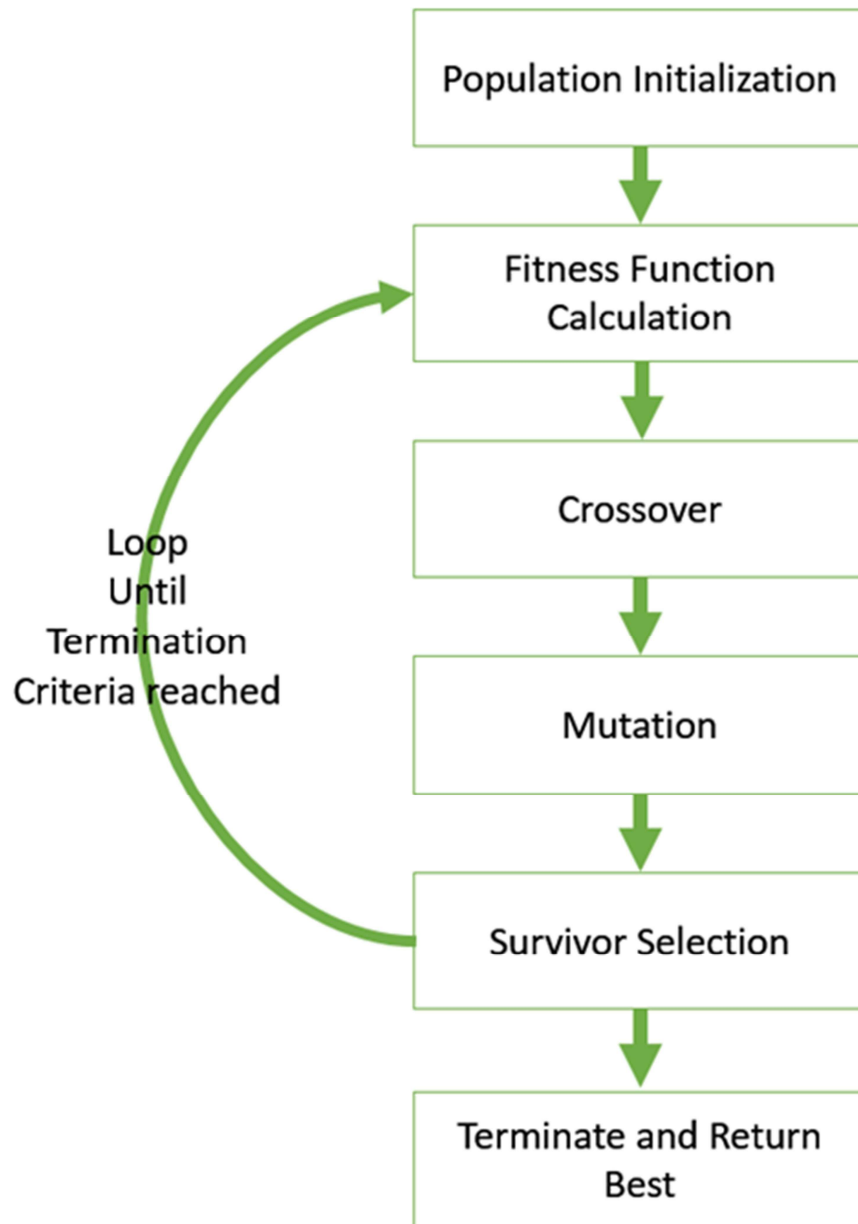 Population Initialization
Fitness Function
Calculation
Crossover
Loop
Until
Termination
Criteria reached
Mutation
Survivor Selection
Terminate and Return
Best